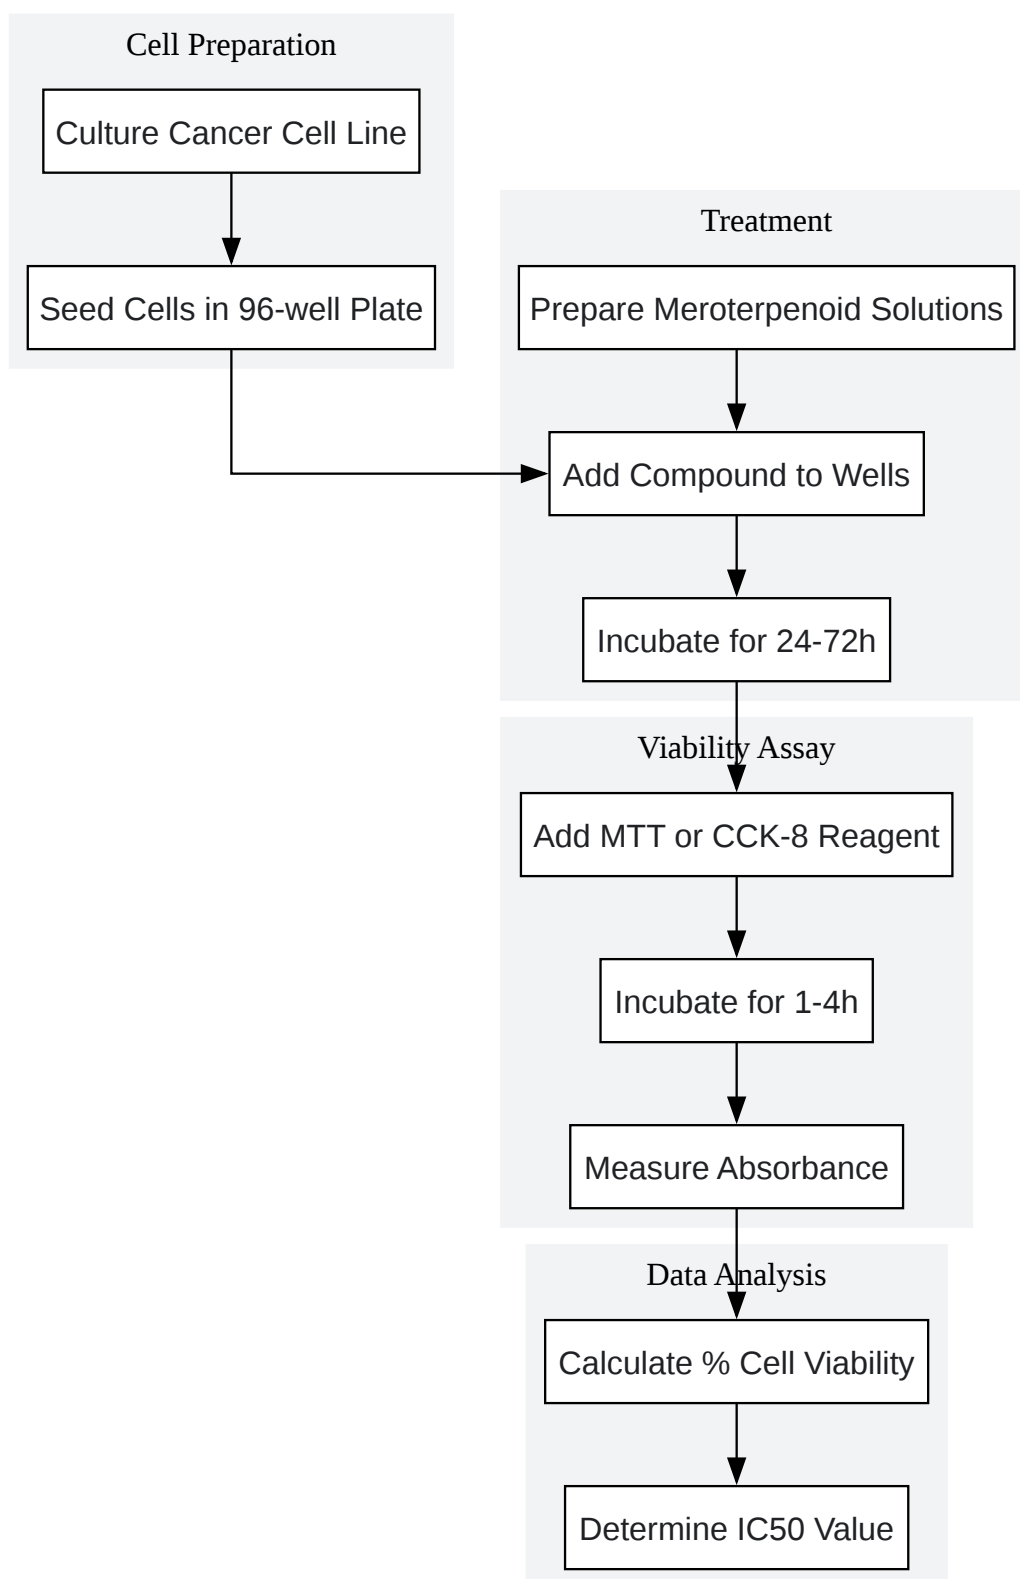 Cell Preparation
Culture Cancer Cell Line
Seed Cells in 96-well Plate
Treatment
Prepare Meroterpenoid Solutions
Add Compound to Wells
Incubate for 24-72h
Viability Assay
Add MTT or CCK-8 Reagent
Incubate for 1-4h
Measure Absorbance
Data Analysis
Calculate % Cell Viability
Determine IC50 Value